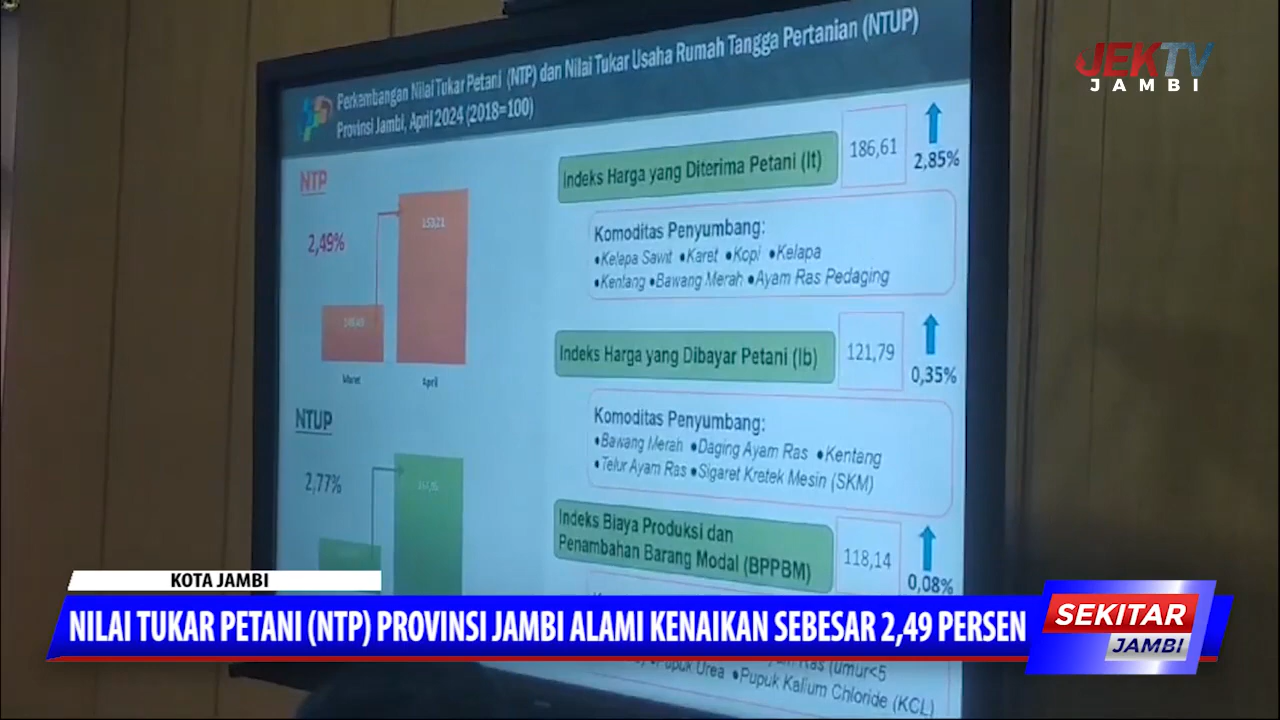 JEKTV
JAMBI
Perkembangan Nilai Tukar Petani (NTP) dan Nilai Tukar Usaha Rumah Tangga Pertanian (NTUP)
Provinsi Jambi, April 2024 (2018=100)
NTP
2,49%
153,21
Maret
April
NTUP
2,77%
Indeks Harga yang Diterima Petani (It)
186,61
2,85%
Komoditas Penyumbang:
•Kelapa Sawit •Karet •Kopi •Kelapa
•Kentang •Bawang Merah •Ayam Ras Pedaging
Indeks Harga yang Dibayar Petani (Ib)
121,79
0,35%
Komoditas Penyumbang:
•Bawang Merah •Daging Ayam Ras •Kentang
•Telur Ayam Ras •Sigaret Kretek Mesin (SKM)
Indeks Biaya Produksi dan
Penambahan Barang Modal (BPPBM)
118,14
0,08%
Ras (umur<5
•Pupuk Urea •Pupuk Kalium Chloride (KCL)
KOTA JAMBI
NILAI TUKAR PETANI (NTP) PROVINSI JAMBI ALAMI KENAIKAN SEBESAR 2,49 PERSEN
SEKITAR
JAMBI